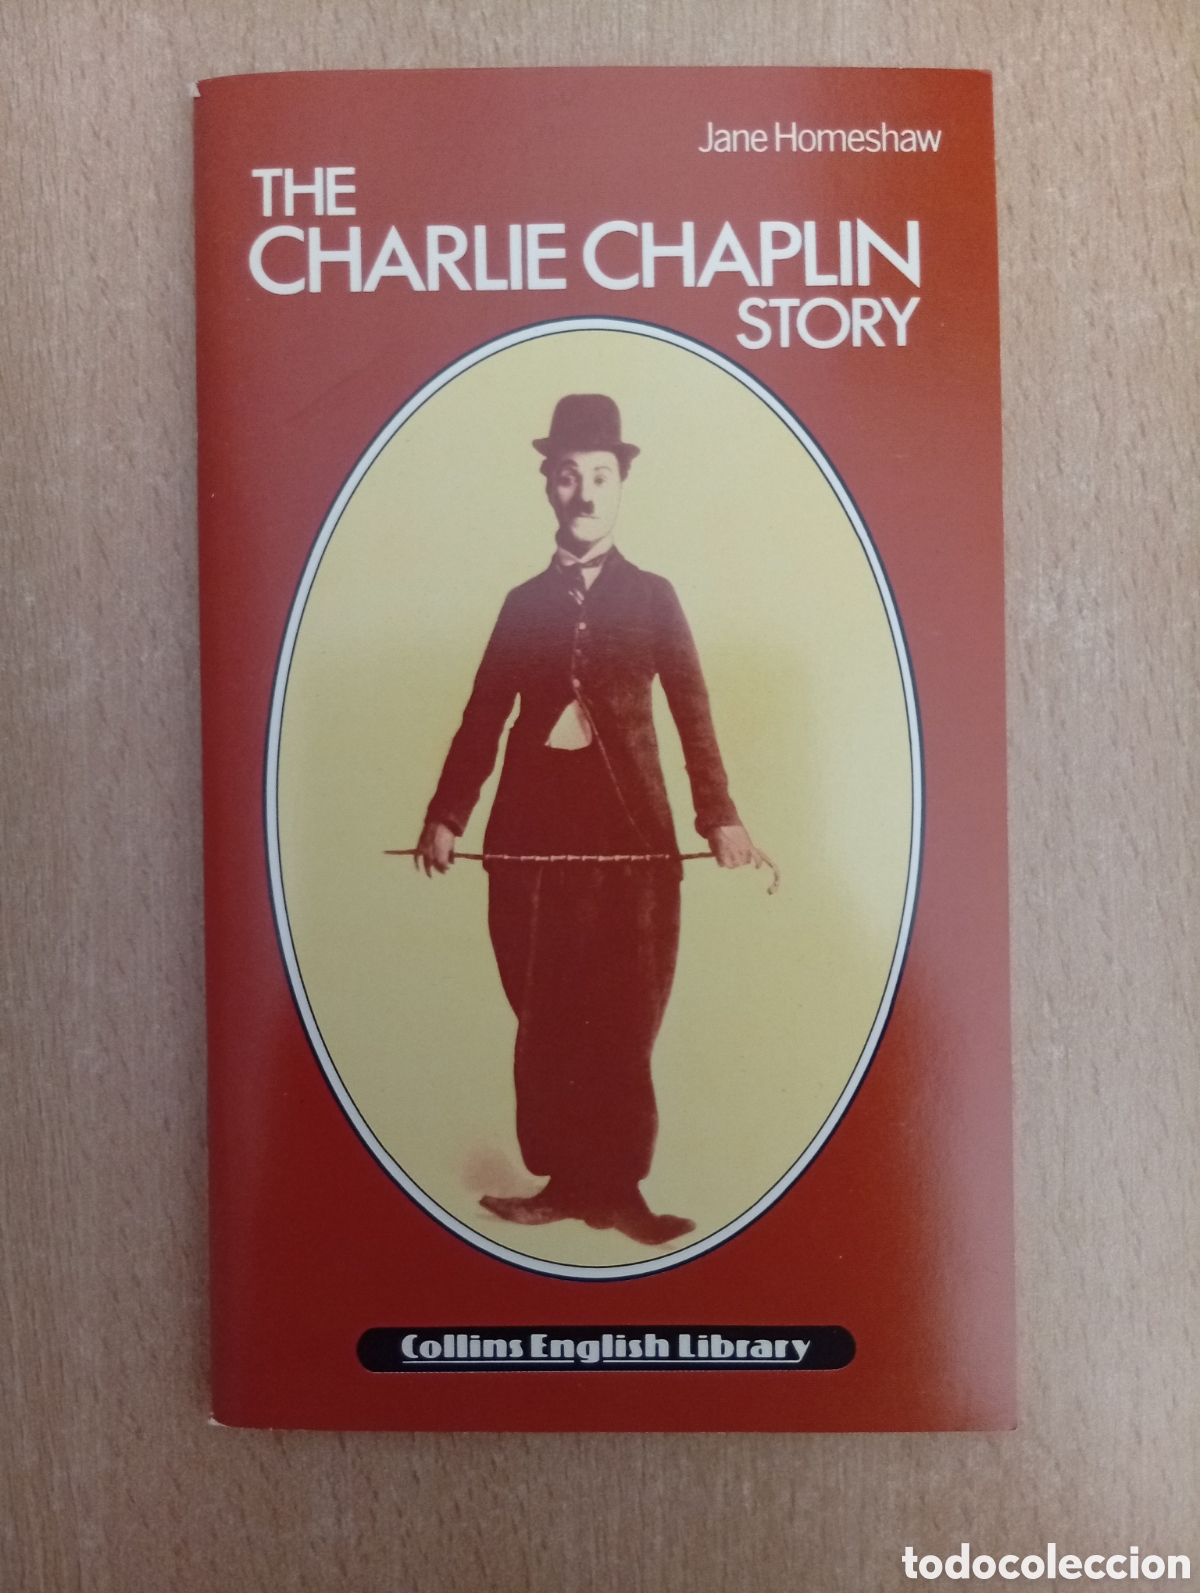 Jane Homeshaw
THE
CHARLIE CHAPLIN
STORY
Collins English Library
todocoleccion